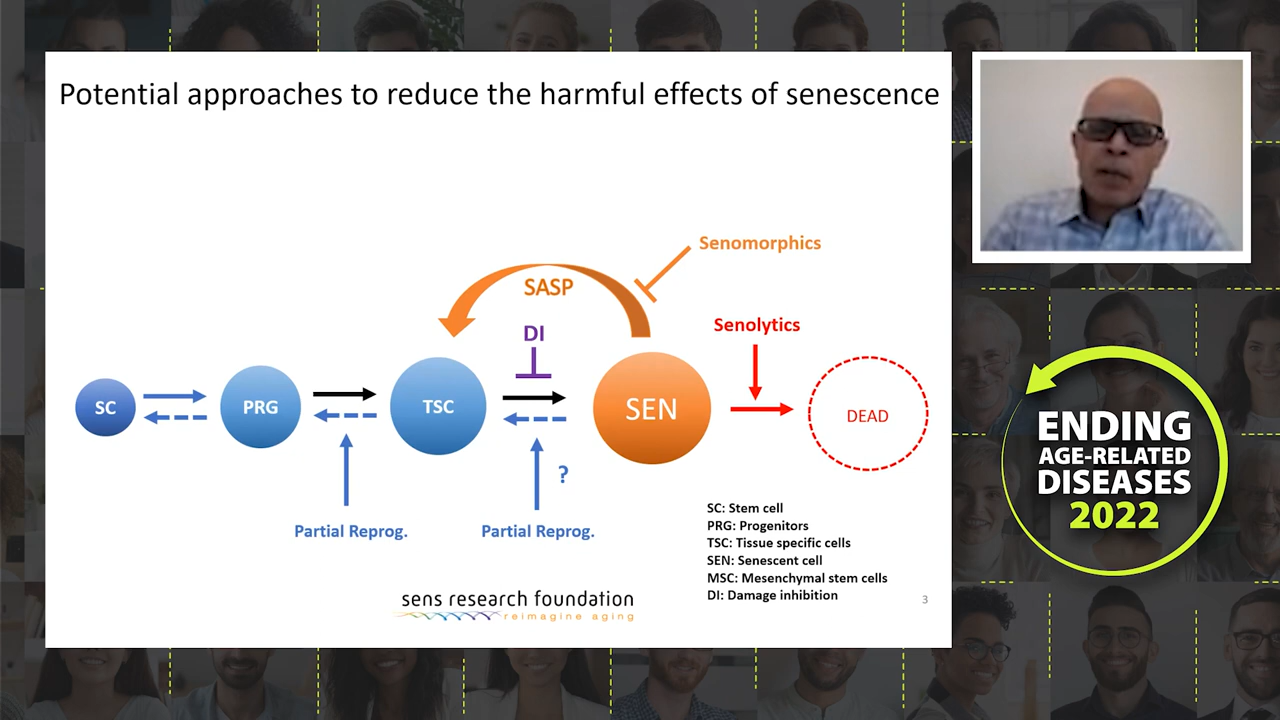 Potential approaches to reduce the harmful effects of senescence
Senomorphics
SASP
Senolytics
DI
SC
PRG
TSC
SEN
DEAD
?
Partial Reprog.
Partial Reprog.
SC: Stem cell
PRG: Progenitors
TSC: Tissue specific cells
SEN: Senescent cell
MSC: Mesenchymal stem cells
DI: Damage inhibition
sens research foundation
reimagine aging
3
ENDING
AGE-RELATED
DISEASES
2022